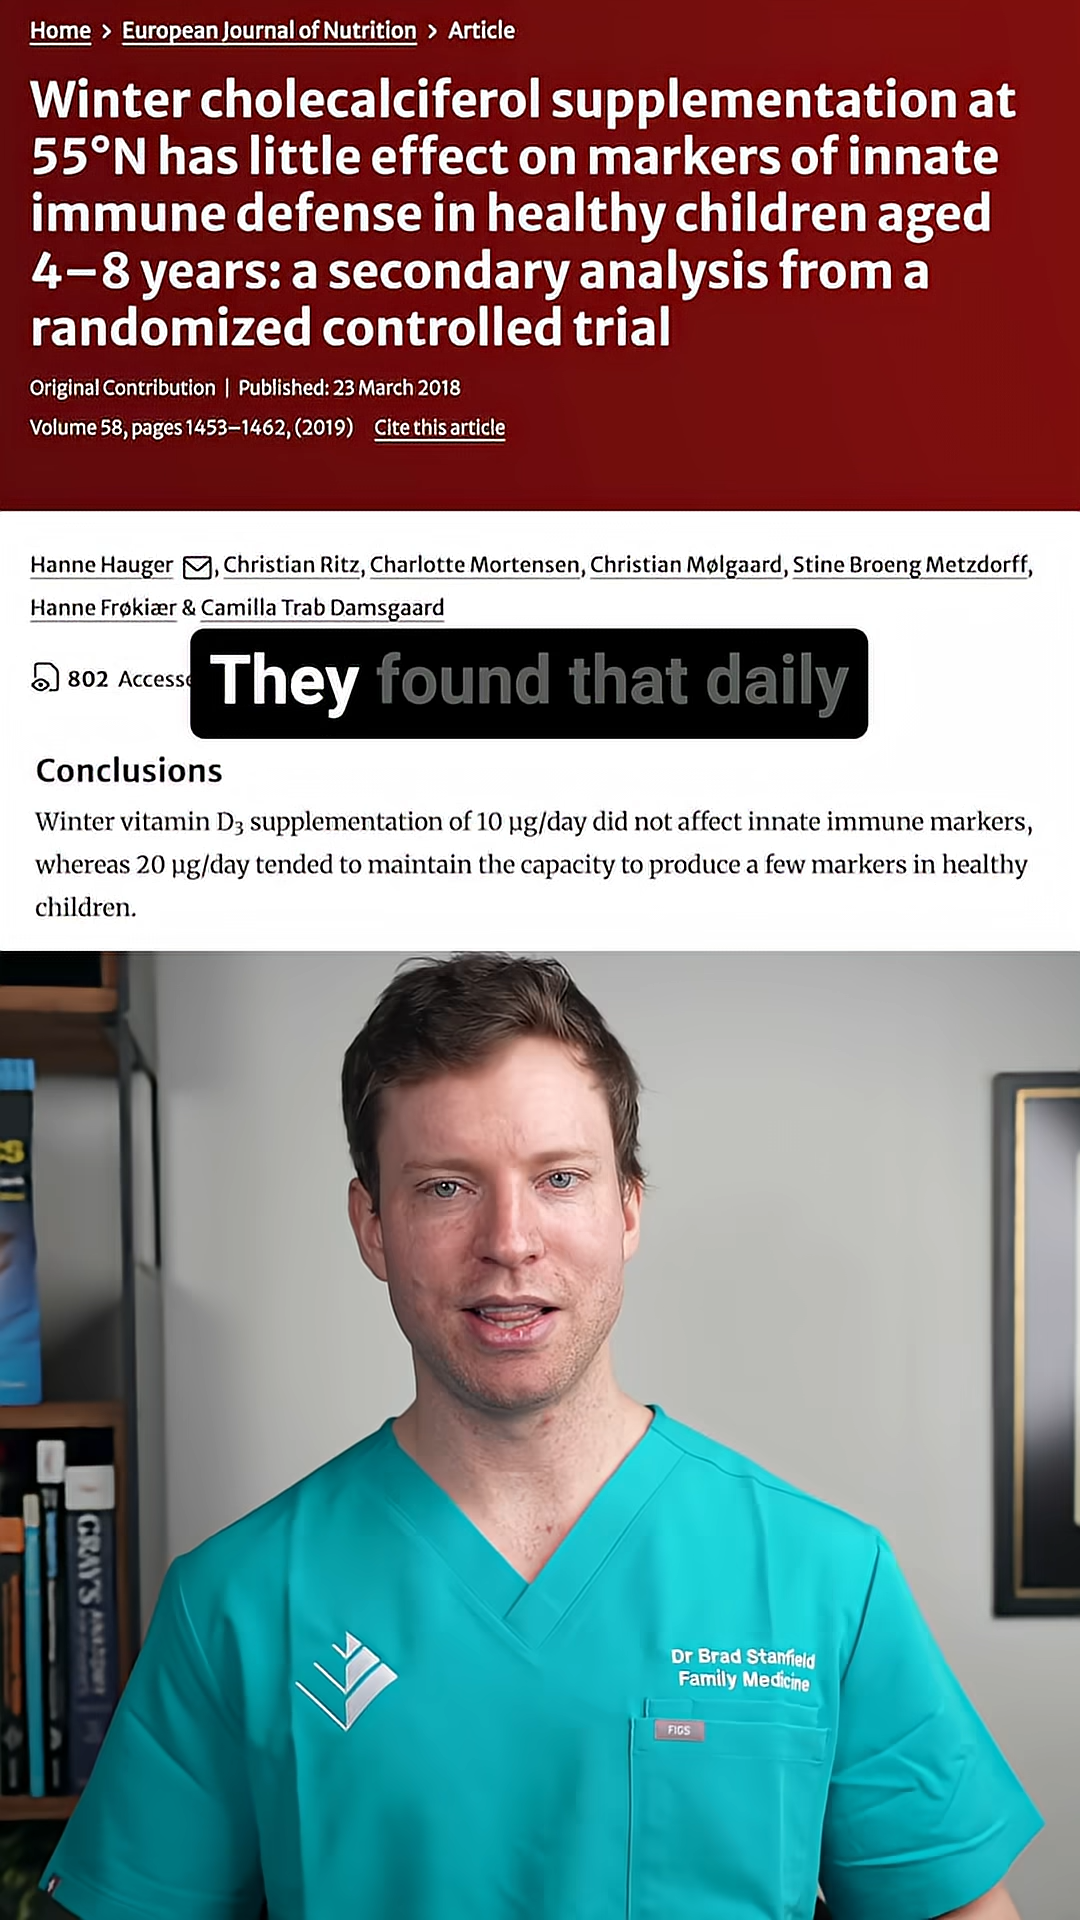 Home > European Journal of Nutrition > Article
Winter cholecalciferol supplementation at
55°N has little effect on markers of innate
immune defense in healthy children aged
4–8 years: a secondary analysis from a
randomized controlled trial
Original Contribution | Published: 23 March 2018
Volume 58, pages 1453–1462, (2019) Cite this article
Hanne Hauger, Christian Ritz, Charlotte Mortensen, Christian Mølgaard, Stine Broeng Metzdorff,
Hanne Frøkiær & Camilla Trab Damsgaard
802 Accesse
They found that daily
Conclusions
Winter vitamin D₃ supplementation of 10 µg/day did not affect innate immune markers,
whereas 20 µg/day tended to maintain the capacity to produce a few markers in healthy
children.
GRAY'S
Dr Brad Stanfield
Family Medicine
FIGS